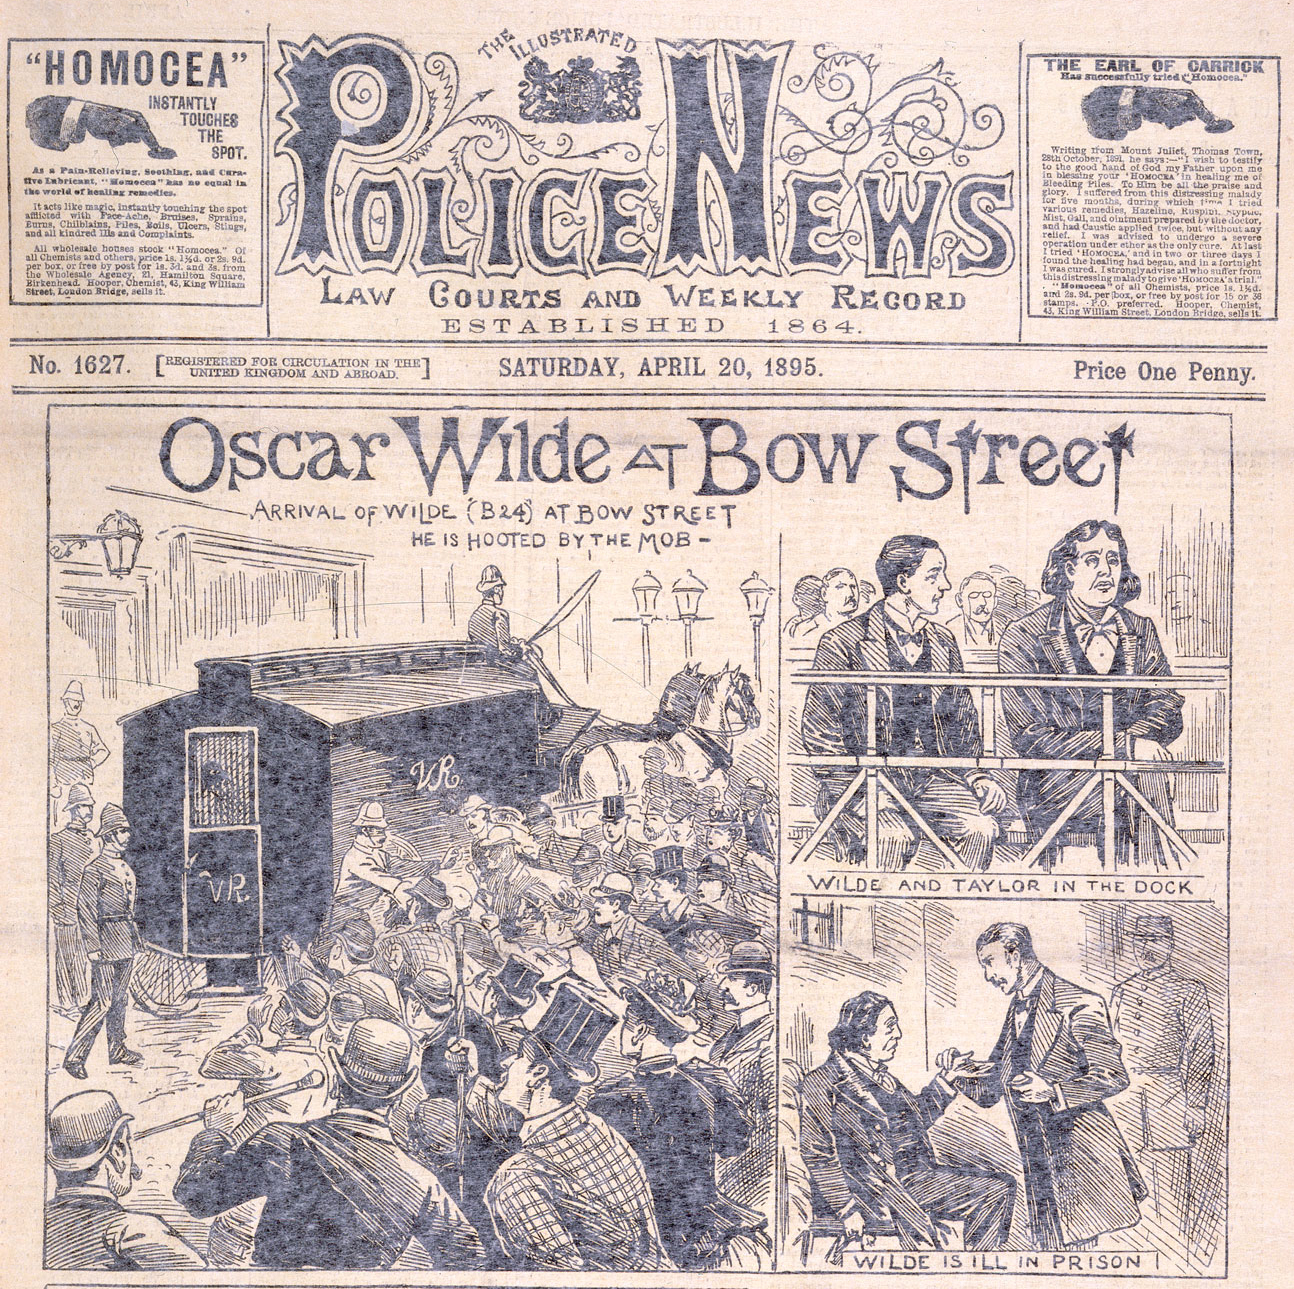 "HOMOCEA"
INSTANTLY
TOUCHES
THE
SPOT.
As a Pain-Relieving, Soothing, and Cura-
tive Lubricant, "Homocea" has no equal in
the world of healing remedies.
It acts like magic, instantly touching the spot
afflicted with Face-Ache, Bruises, Sprains,
Burns, Chilblains, Piles, Boils, Ulcers, Stings,
and all kindred Ills and Complaints.
All wholesale houses stock "Homocea." Of
all Chemists and others, price 1s. 1½d. or 2s. 9d.
per box, or free by post for 1s. 3d. and 3s. from
the Wholesale Agency, 21, Hamilton Square,
Birkenhead. Hooper, Chemist, 43, King William
Street, London Bridge, sells it.
THE ILLUSTRATED
POLICE NEWS
LAW COURTS AND WEEKLY RECORD
ESTABLISHED 1864.
THE EARL OF CARRICK
Has successfully tried "Homocea."
Writing from Mount Juliet, Thomas Town,
28th October, 1891, he says:—"I wish to testify
to the good hand of God my Father upon me
in blessing your 'HOMOCEA' in healing me of
Bleeding Piles. To Him be all the praise and
glory. I suffered from this distressing malady
for five months, during which time I tried
various remedies, Hazeline, Ruspini, Styptic,
Mist, Gall, and ointment prepared by the doctor,
and had Caustic applied twice, but without any
relief. I was advised to undergo a severe
operation under ether as the only cure. At last
I tried 'HOMOCEA,' and in two or three days I
found the healing had began, and in a fortnight
I was cured. I strongly advise all who suffer from
this distressing malady to give 'HOMOCEA' a trial."
"Homocea" of all Chemists, price 1s. 1½d.
and 2s. 9d. per box, or free by post for 15 or 36
stamps. P.O. preferred. Hooper, Chemist,
43, King William Street, London Bridge, sells it.
No. 1627.
[REGISTERED FOR CIRCULATION IN THE
UNITED KINGDOM AND ABROAD.]
SATURDAY, APRIL 20, 1895.
Price One Penny.
Oscar Wilde AT Bow Street
ARRIVAL OF WILDE (B24) AT BOW STREET
HE IS HOOTED BY THE MOB -
V.R.
V.R.
WILDE AND TAYLOR IN THE DOCK
WILDE IS ILL IN PRISON